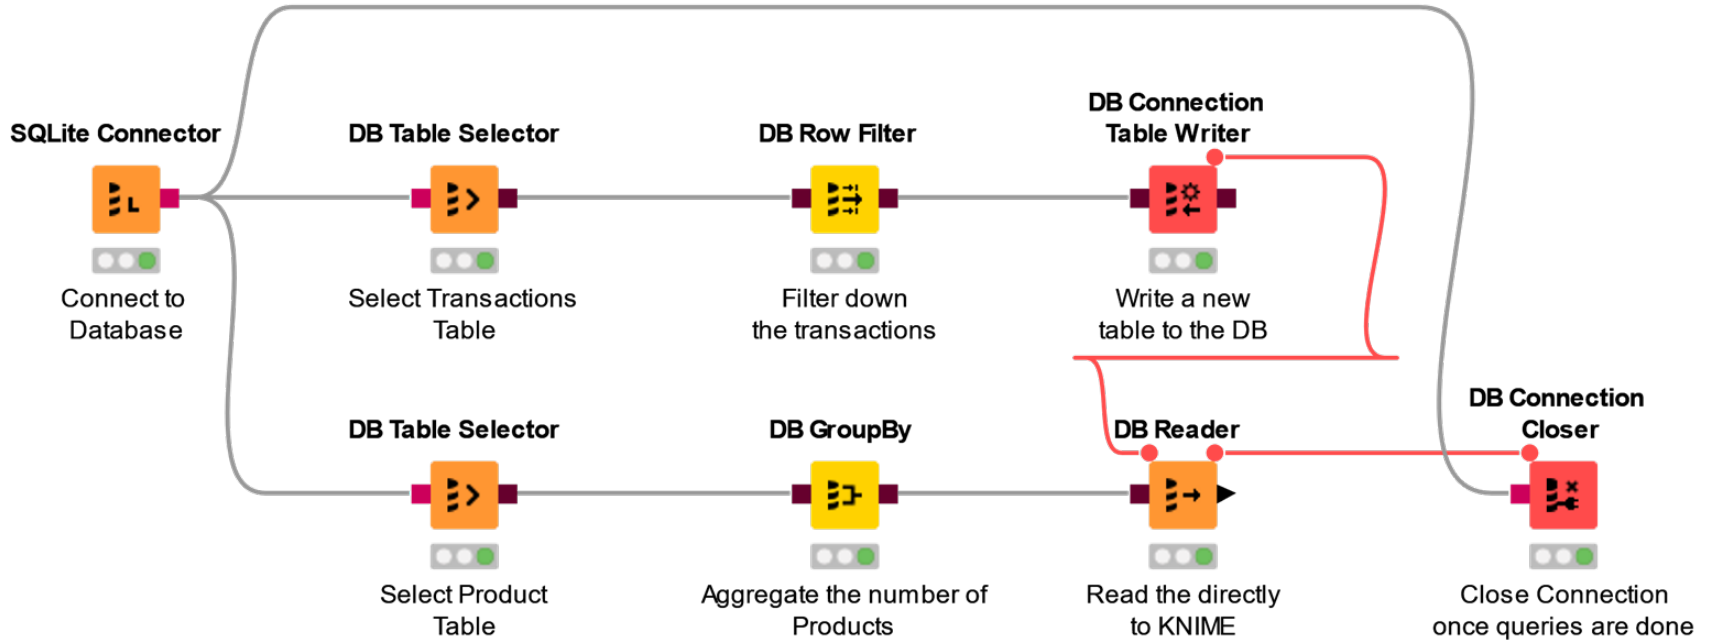 DB Connection
Table Writer
SQLite Connector
DB Table Selector
DB Row Filter
L
Connect to
Database
Select Transactions
Table
Filter down
the transactions
Write a new
table to the DB
DB Connection
Closer
DB Table Selector
DB GroupBy
DB Reader
Select Product
Table
Aggregate the number of
Products
Read the directly
to KNIME
Close Connection
once queries are done